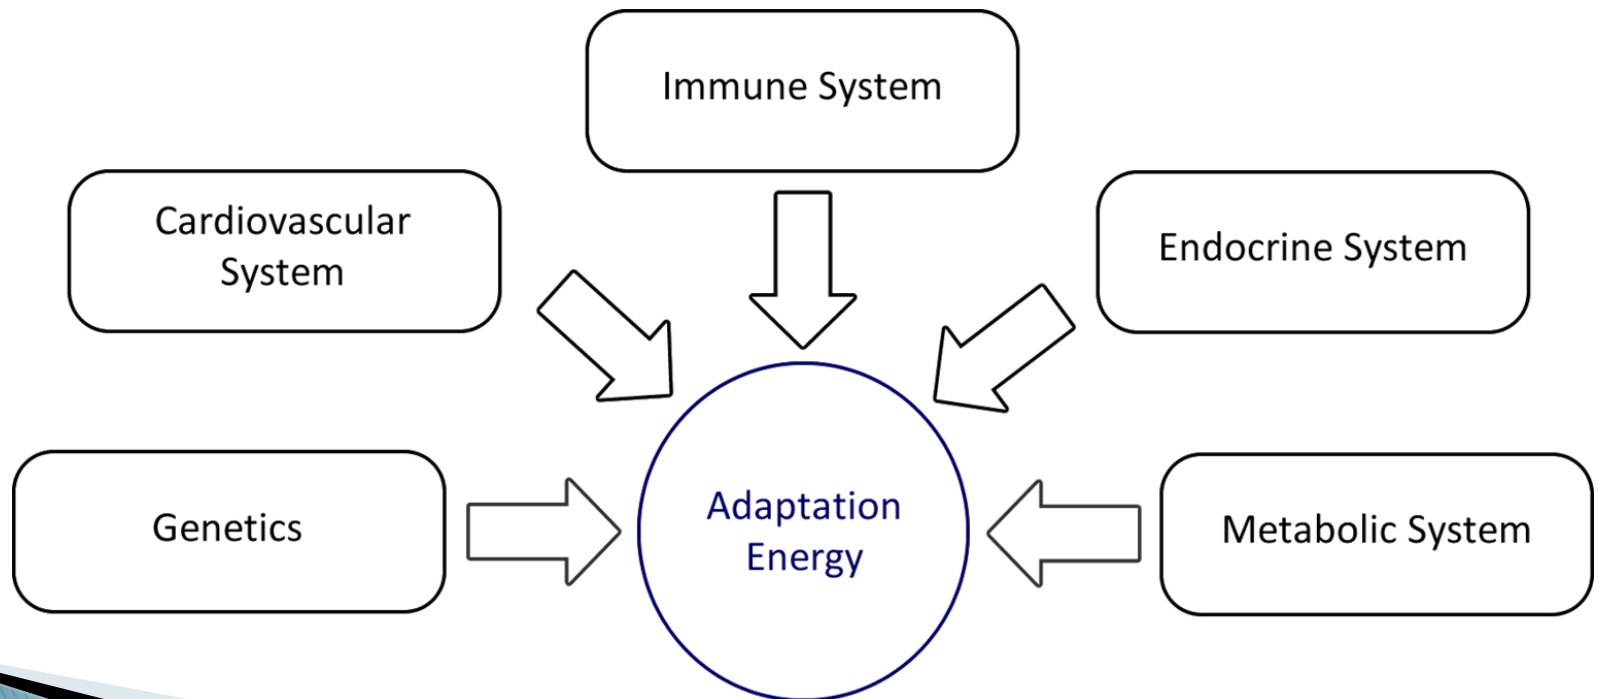 Immune System
Cardiovascular
System
Endocrine System
Genetics
Adaptation
Energy
Metabolic System